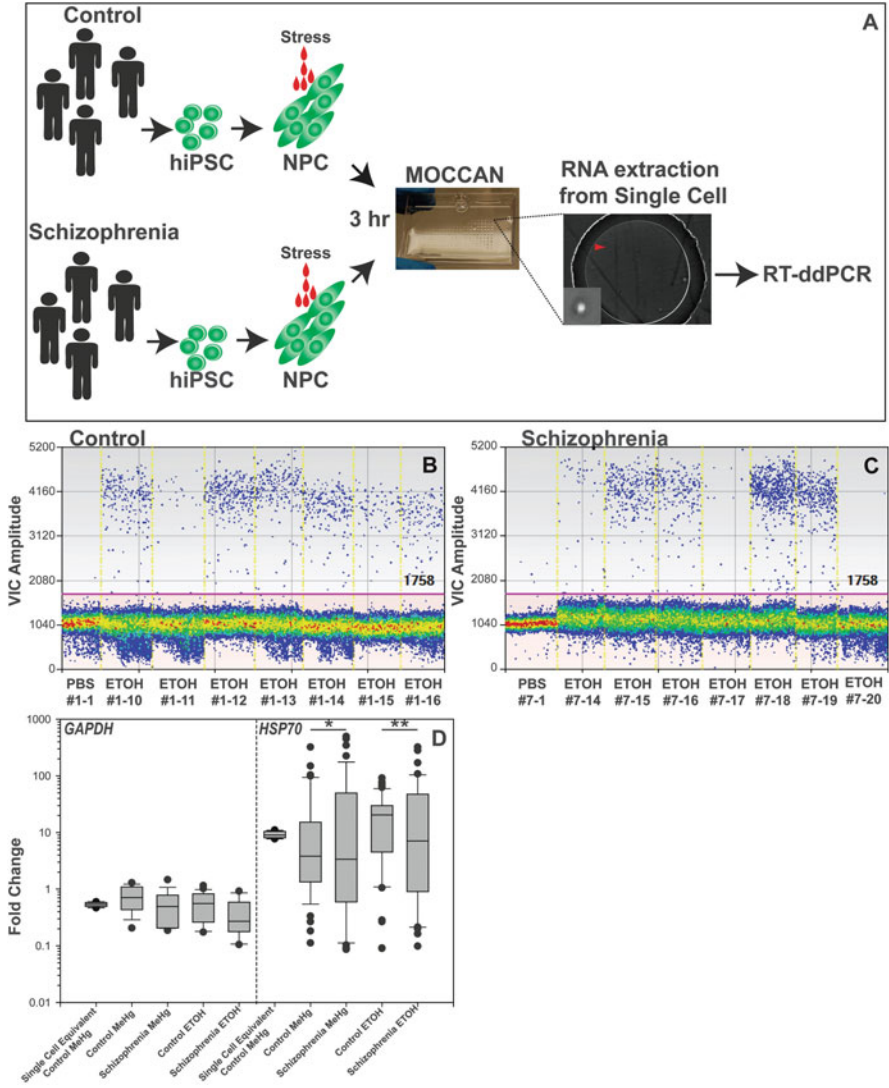 Control
A
Stress
hiPSC
NPC
MOCCAN
RNA extraction
from Single Cell
3 hr
RT-ddPCR
Schizophrenia
Stress
hiPSC
NPC
Control
B
VIC Amplitude
5200
4160
3120
2080
1040
0
1758
PBS ETOH ETOH ETOH ETOH ETOH ETOH ETOH
#1-1 #1-10 #1-11 #1-12 #1-13 #1-14 #1-15 #1-16
Schizophrenia
C
VIC Amplitude
5200
4160
3120
2080
1040
0
1758
PBS ETOH ETOH ETOH ETOH ETOH ETOH ETOH
#7-1 #7-14 #7-15 #7-16 #7-17 #7-18 #7-19 #7-20
GAPDH
HSP70
* **
D
Fold Change
1000
100
10
1
0.1
0.01
Single Cell Equivalent
Control MeHg
Control MeHg
Schizophrenia MeHg
Control ETOH
Schizophrenia ETOH
Single Cell Equivalent
Control MeHg
Control MeHg
Schizophrenia MeHg
Control ETOH
Schizophrenia ETOH